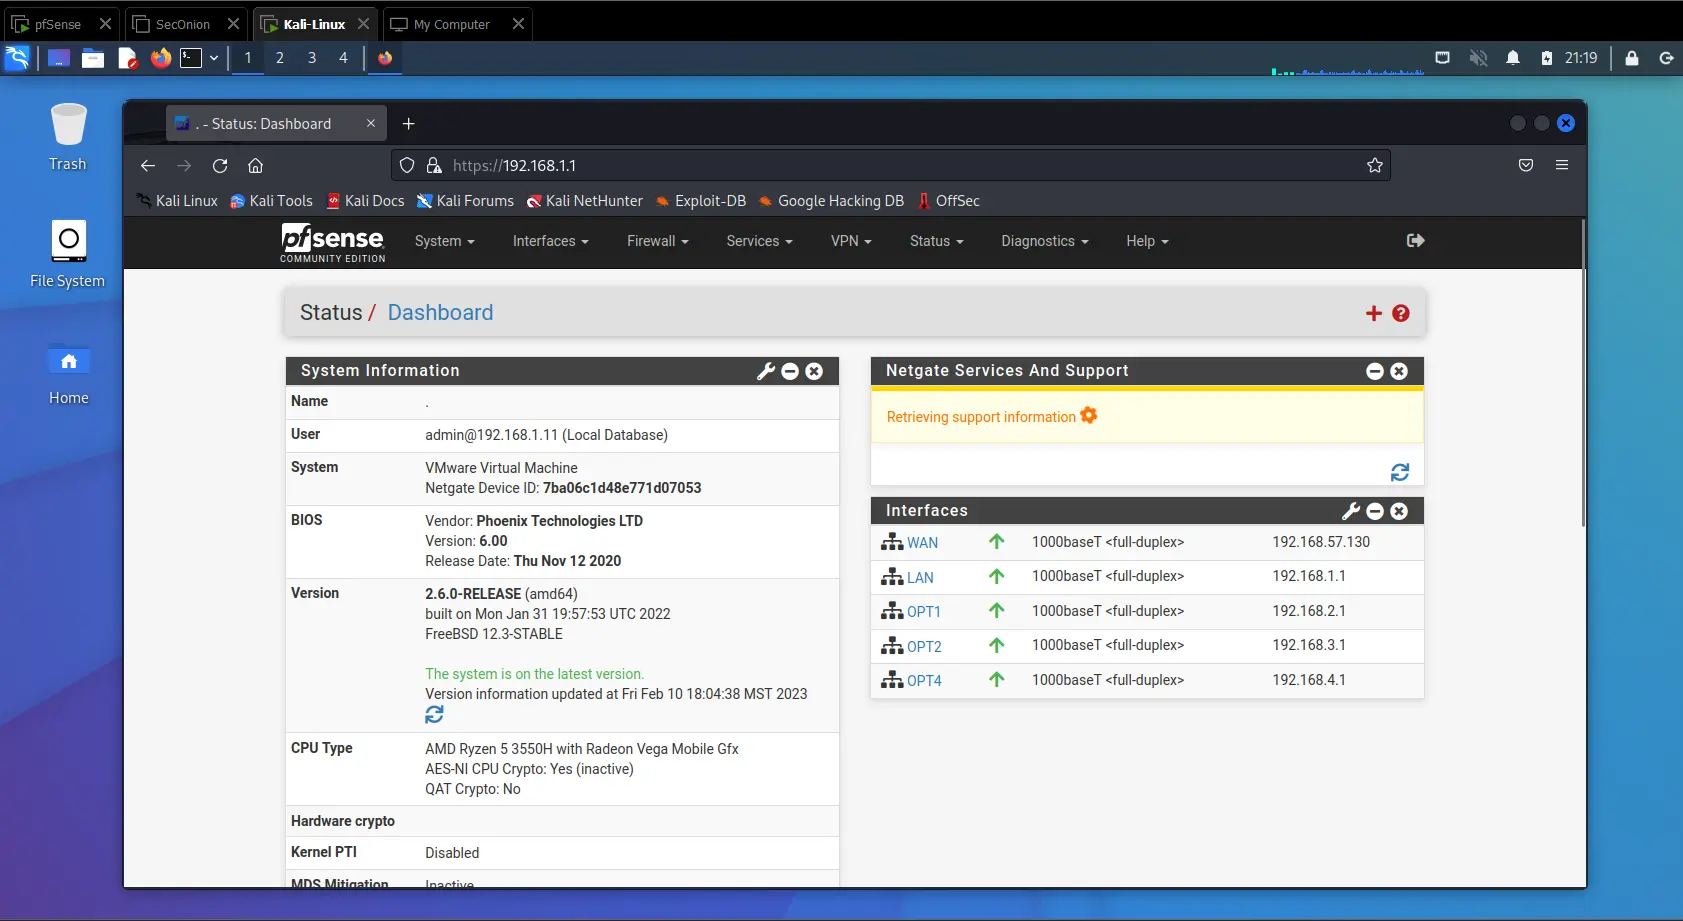 pfSense
SecOnion
Kali-Linux
My Computer
1 2 3 4
21:19
Trash
File System
Home
. - Status: Dashboard
https://192.168.1.1
Kali Linux Kali Tools Kali Docs Kali Forums Kali NetHunter Exploit-DB Google Hacking DB OffSec
pfsense
COMMUNITY EDITION
System Interfaces Firewall Services VPN Status Diagnostics Help
Status / Dashboard
System Information
Name .
User admin@192.168.1.11 (Local Database)
System VMware Virtual Machine
Netgate Device ID: 7ba06c1d48e771d07053
BIOS Vendor: Phoenix Technologies LTD
Version: 6.00
Release Date: Thu Nov 12 2020
Version 2.6.0-RELEASE (amd64)
built on Mon Jan 31 19:57:53 UTC 2022
FreeBSD 12.3-STABLE
The system is on the latest version.
Version information updated at Fri Feb 10 18:04:38 MST 2023
CPU Type AMD Ryzen 5 3550H with Radeon Vega Mobile Gfx
AES-NI CPU Crypto: Yes (inactive)
QAT Crypto: No
Hardware crypto
Kernel PTI Disabled
MDS Mitigation Inactive
Netgate Services And Support
Retrieving support information
Interfaces
WAN 1000baseT <full-duplex> 192.168.57.130
LAN 1000baseT <full-duplex> 192.168.1.1
OPT1 1000baseT <full-duplex> 192.168.2.1
OPT2 1000baseT <full-duplex> 192.168.3.1
OPT4 1000baseT <full-duplex> 192.168.4.1